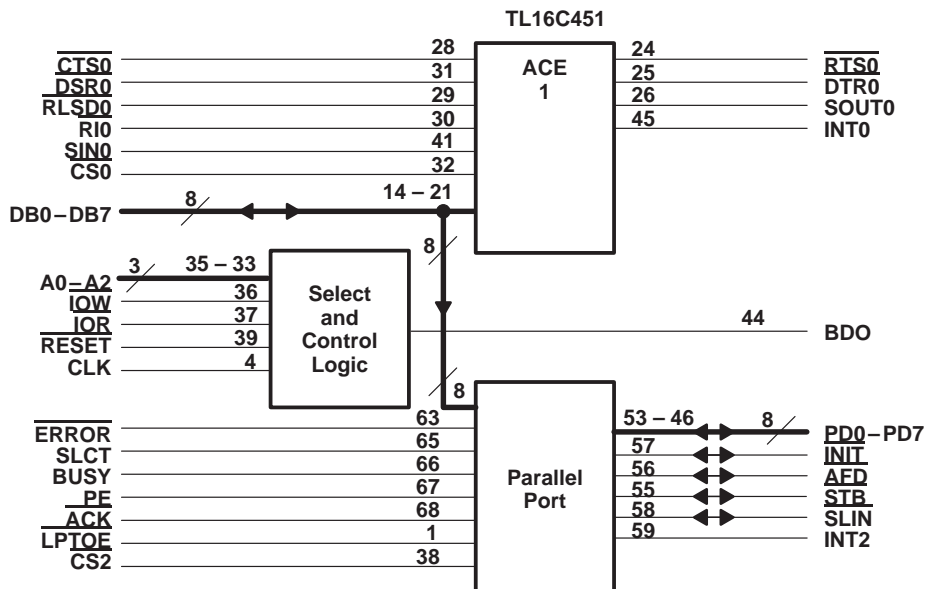 TL16C451
CTS0 28
DSR0 31
RLSD0 29
RI0 30
SIN0 41
CS0 32
ACE
1
24 RTS0
25 DTR0
26 SOUT0
45 INT0
DB0–DB7 8 14 – 21
8
A0–A2 3 35 – 33
IOW 36
IOR 37
RESET 39
CLK 4
Select
and
Control
Logic
44 BDO
8
ERROR 63
SLCT 65
BUSY 66
PE 67
ACK 68
LPTOE 1
CS2 38
Parallel
Port
53 – 46 8 PD0–PD7
57 INIT
56 AFD
55 STB
58 SLIN
59 INT2